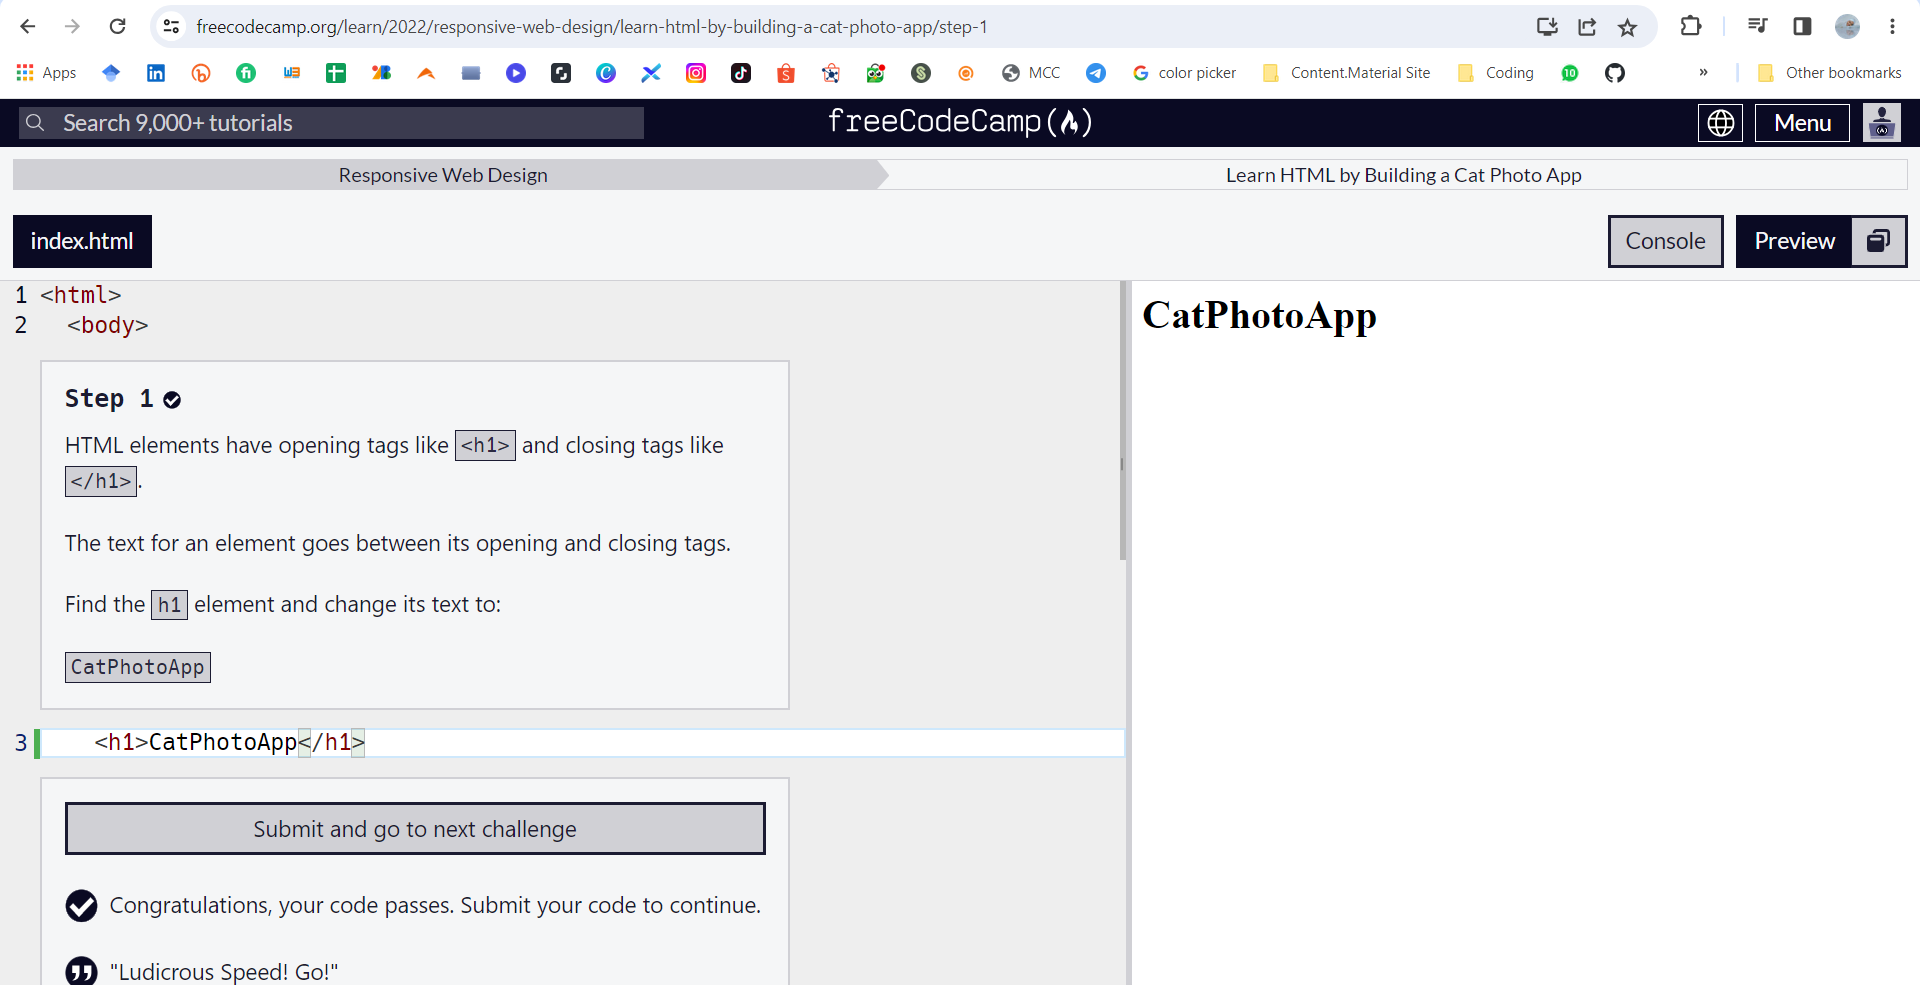 freecodecamp.org/learn/2022/responsive-web-design/learn-html-by-building-a-cat-photo-app/step-1
Apps MCC color picker Content.Material Site Coding 10 » Other bookmarks
Search 9,000+ tutorials freeCodeCamp(🔥) Menu
Responsive Web Design Learn HTML by Building a Cat Photo App
index.html Console Preview
1 <html>
2 <body>
CatPhotoApp
Step 1
HTML elements have opening tags like <h1> and closing tags like
</h1>.
The text for an element goes between its opening and closing tags.
Find the h1 element and change its text to:
CatPhotoApp
3 <h1>CatPhotoApp</h1>
Submit and go to next challenge
Congratulations, your code passes. Submit your code to continue.
"Ludicrous Speed! Go!"